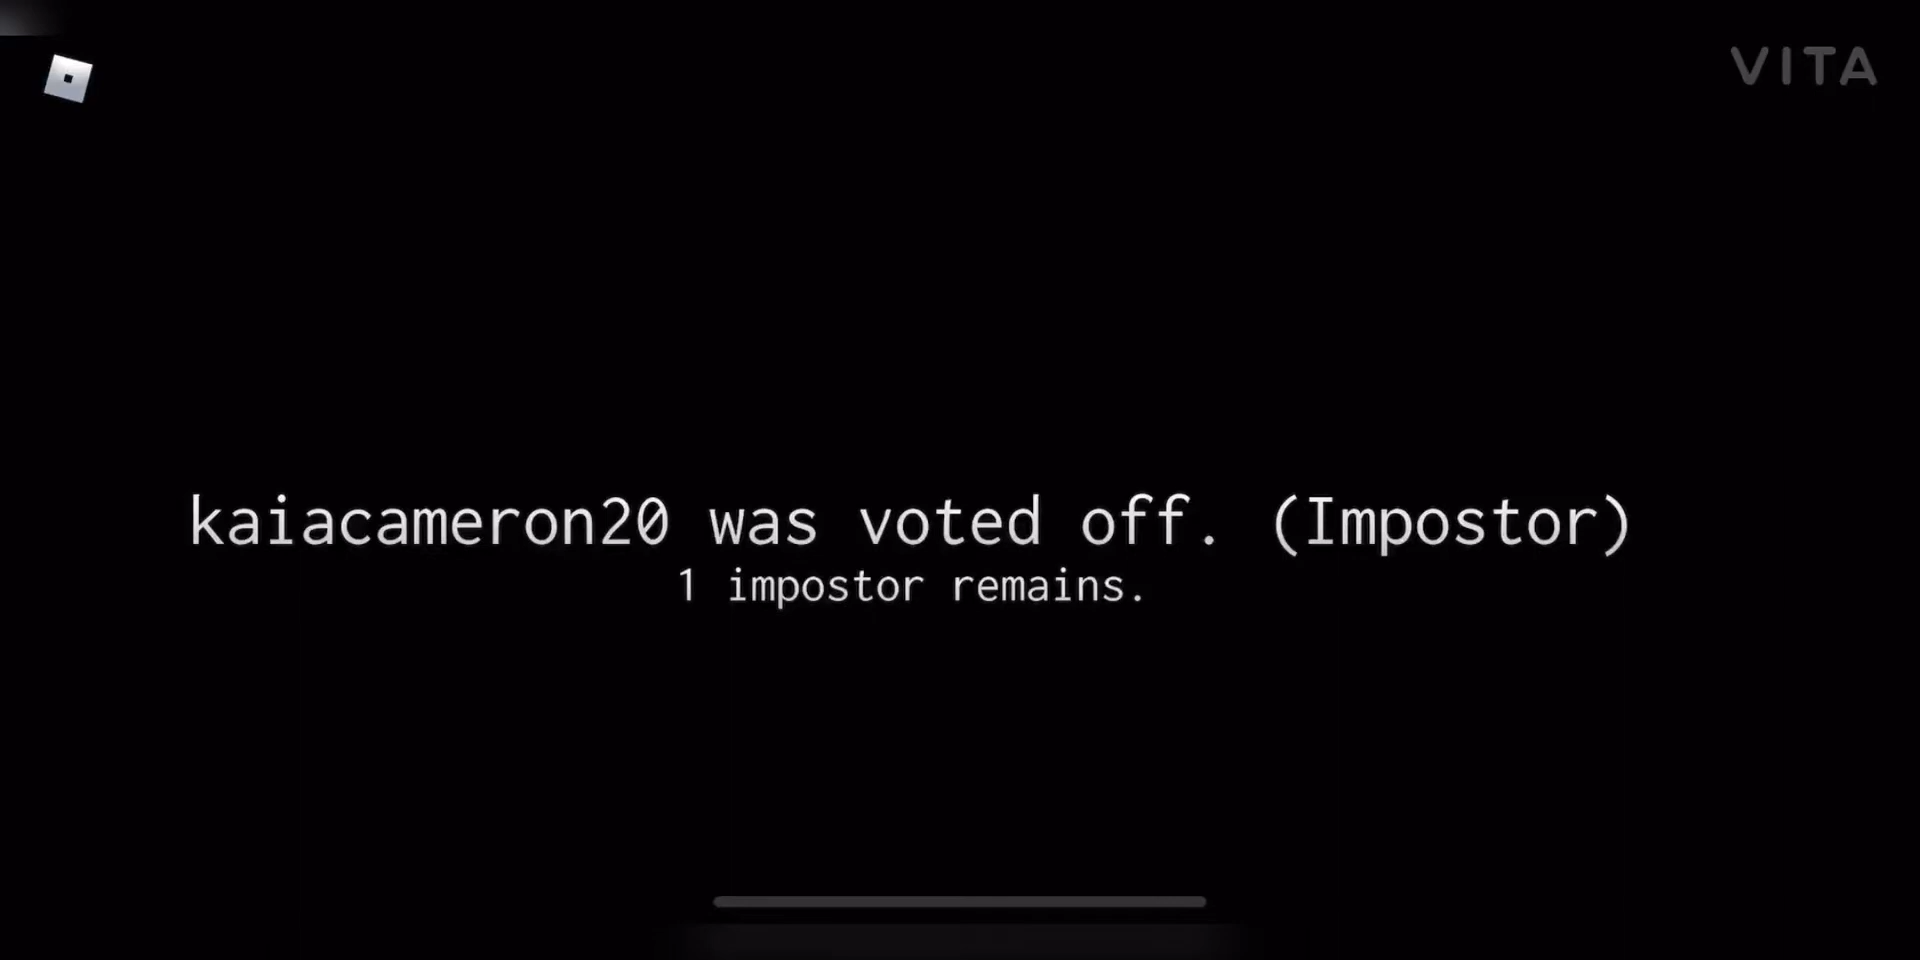 VITA
kaiacameron20 was voted off. (Impostor)
1 impostor remains.